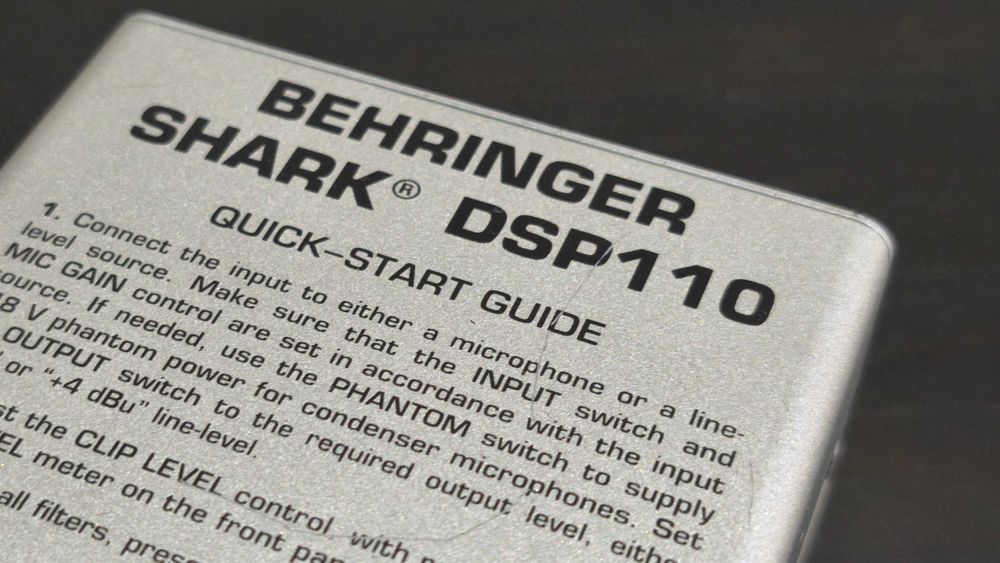 BEHRINGER
SHARK® DSP110
QUICK–START GUIDE
1. Connect the input to either a microphone or a line-
level source. Make sure that the INPUT switch and
MIC GAIN control are set in accordance with the input
source. If needed, use the PHANTOM switch to supply
8 V phantom power for condenser microphones. Set
OUTPUT switch to the required output level, eithe
or "+4 dBu" line-level.
st the CLIP LEVEL control with
EL meter on the front pan
all filters, press